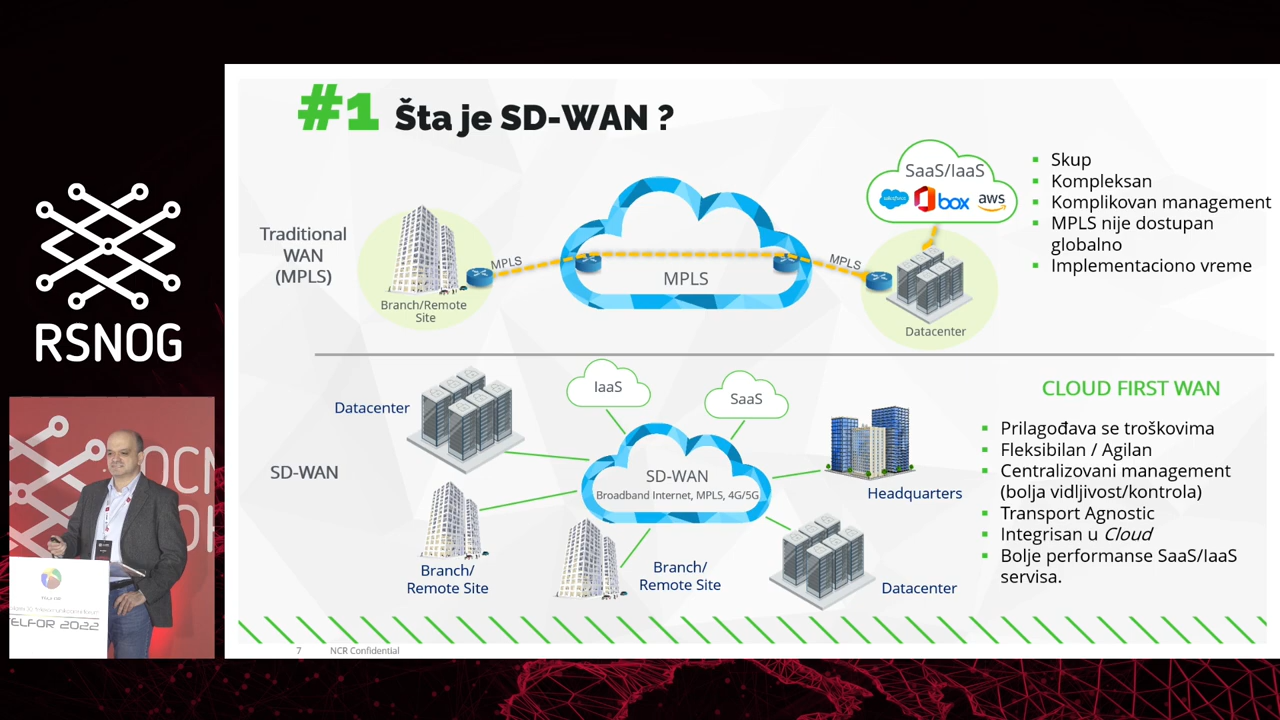 #1 Šta je SD-WAN ?
Traditional
WAN
(MPLS)
Branch/Remote
Site
MPLS
MPLS
MPLS
SaaS/IaaS
box
aws
Datacenter
Skup
Kompleksan
Komplikovan management
MPLS nije dostupan
globalno
Implementaciono vreme
SD-WAN
Datacenter
IaaS
SaaS
SD-WAN
Broadband Internet, MPLS, 4G/5G
Headquarters
Branch/
Remote Site
Branch/
Remote Site
Datacenter
CLOUD FIRST WAN
Prilagođava se troškovima
Fleksibilan / Agilan
Centralizovani management
(bolja vidljivost/kontrola)
Transport Agnostic
Integrisan u Cloud
Bolje performanse SaaS/IaaS
servisa.
7 NCR Confidential
RSNOG
TELFOR 2022